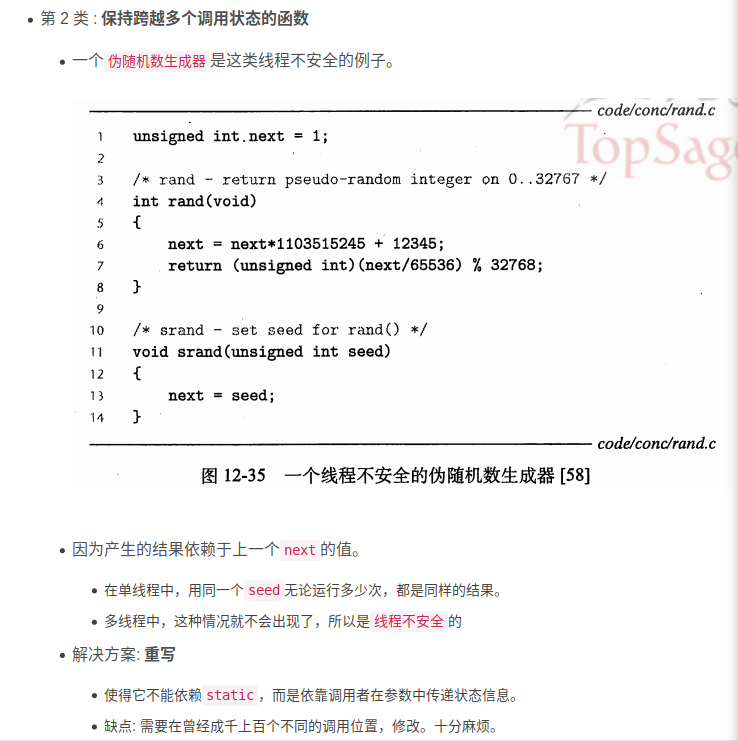 第 2 类 : 保持跨越多个调用状态的函数
一个 伪随机数生成器 是这类线程不安全的例子。
code/conc/rand.c
TopSage
1 unsigned int next = 1;
2
3 /* rand - return pseudo-random integer on 0..32767 */
4 int rand(void)
5 {
6 next = next*1103515245 + 12345;
7 return (unsigned int)(next/65536) % 32768;
8 }
9
10 /* srand - set seed for rand() */
11 void srand(unsigned int seed)
12 {
13 next = seed;
14 }
code/conc/rand.c
图 12-35 一个线程不安全的伪随机数生成器 [58]
因为产生的结果依赖于上一个 next 的值。
在单线程中，用同一个 seed 无论运行多少次，都是同样的结果。
多线程中，这种情况就不会出现了，所以是 线程不安全 的
解决方案: 重写
使得它不能依赖 static ，而是依靠调用者在参数中传递状态信息。
缺点: 需要在曾经成千上百个不同的调用位置，修改。十分麻烦。